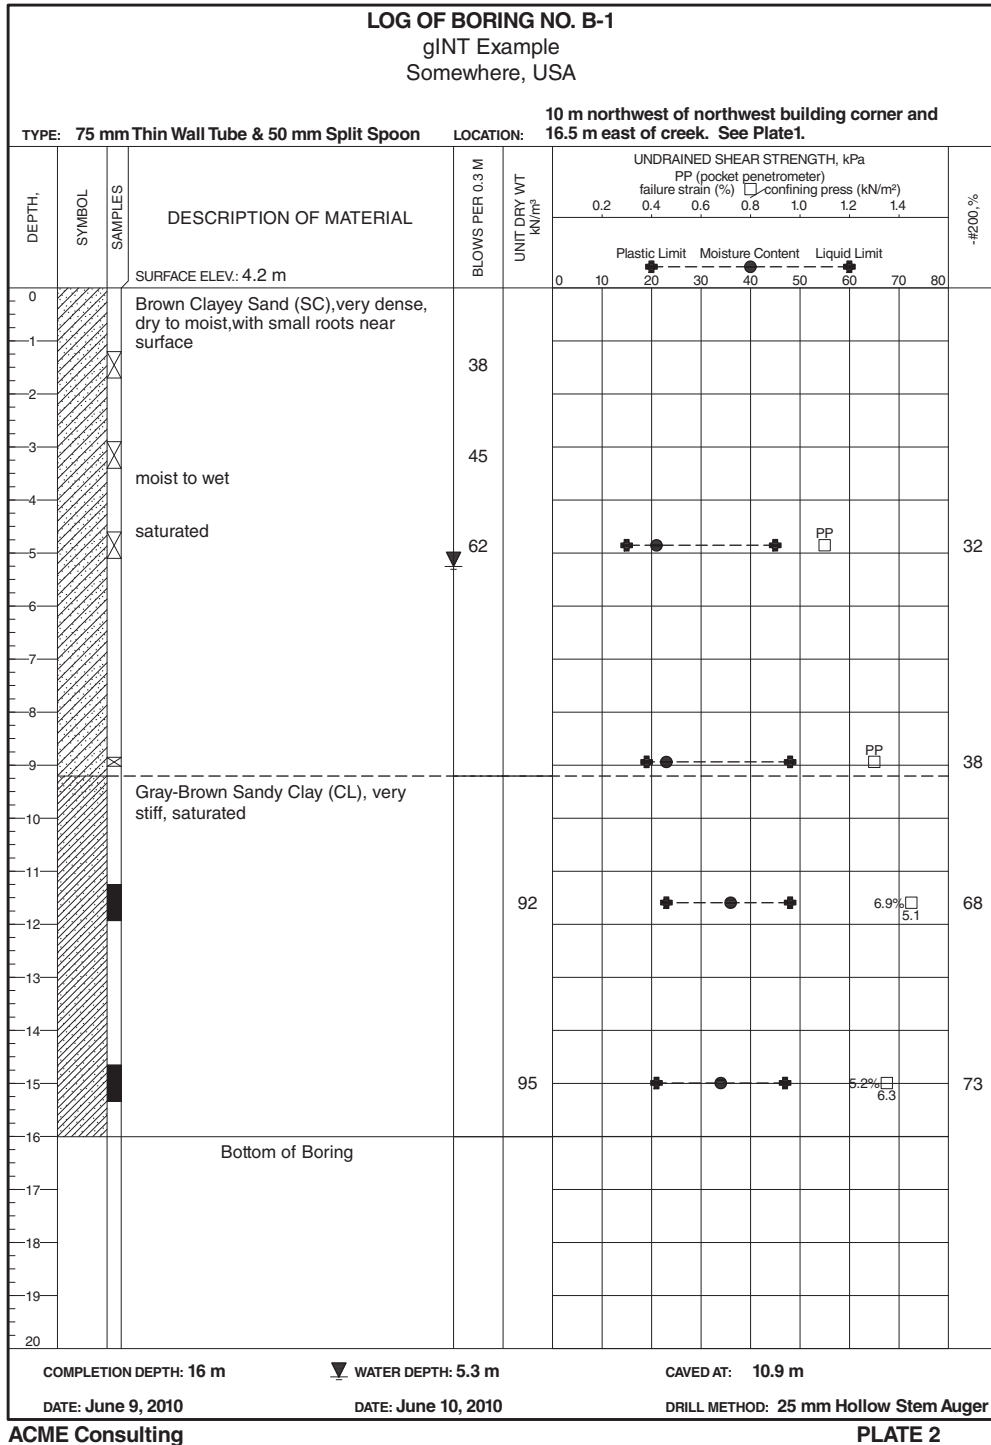 LOG OF BORING NO. B-1
gINT Example
Somewhere, USA
TYPE: 75 mm Thin Wall Tube & 50 mm Split Spoon
LOCATION: 10 m northwest of northwest building corner and
16.5 m east of creek. See Plate1.
DEPTH,
SYMBOL
SAMPLES
DESCRIPTION OF MATERIAL
SURFACE ELEV.: 4.2 m
BLOWS PER 0.3 M
UNIT DRY WT
kN/m³
UNDRAINED SHEAR STRENGTH, kPa
PP (pocket penetrometer)
failure strain (%) confining press (kN/m²)
0.2 0.4 0.6 0.8 1.0 1.2 1.4
Plastic Limit Moisture Content Liquid Limit
0 10 20 30 40 50 60 70 80
-#200,%
0
Brown Clayey Sand (SC),very dense,
dry to moist,with small roots near
surface
1
38
2
3
45
moist to wet
4
saturated
62
PP
32
5
6
7
8
PP
9
38
Gray-Brown Sandy Clay (CL), very
stiff, saturated
10
11
92
6.9%
5.1
68
12
13
14
15
95
5.2%
6.3
73
16
Bottom of Boring
17
18
19
20
COMPLETION DEPTH: 16 m
WATER DEPTH: 5.3 m
CAVED AT: 10.9 m
DATE: June 9, 2010
DATE: June 10, 2010
DRILL METHOD: 25 mm Hollow Stem Auger
ACME Consulting
PLATE 2